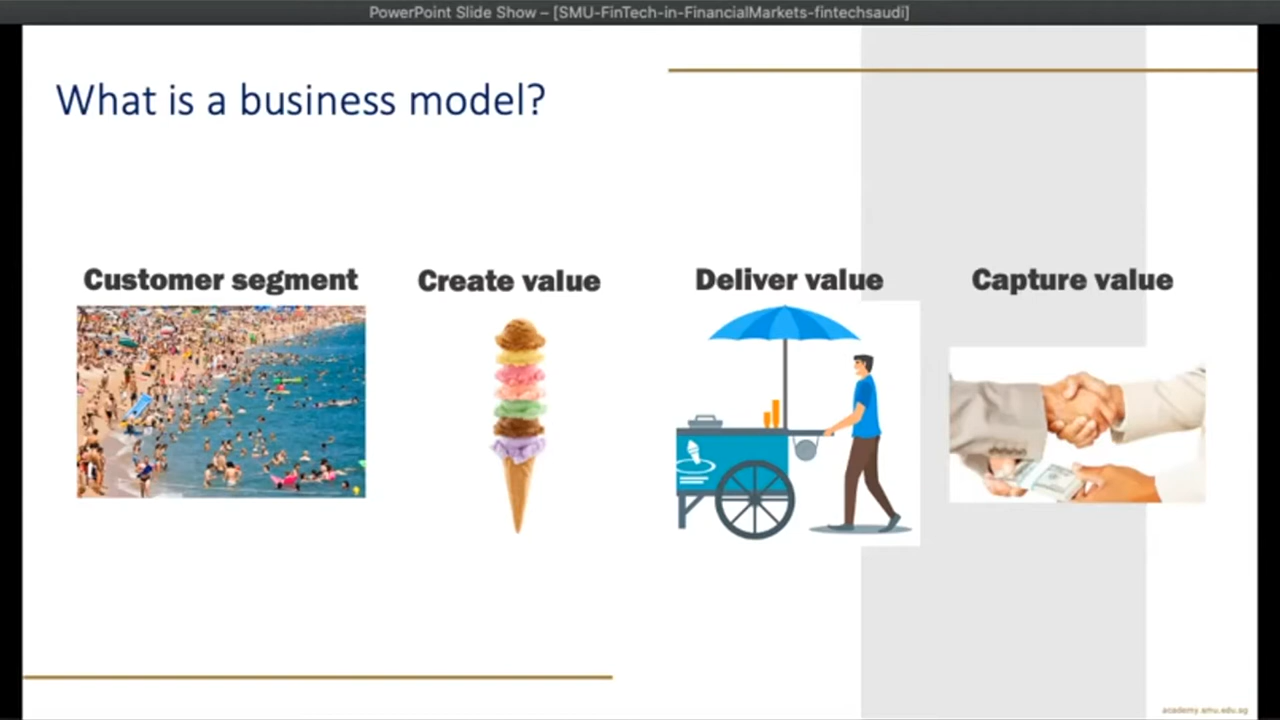 PowerPoint Slide Show – [SMU-FinTech-in-FinancialMarkets-fintechsaudi]
What is a business model?
Customer segment
Create value
Deliver value
Capture value
academy.smu.edu.sg